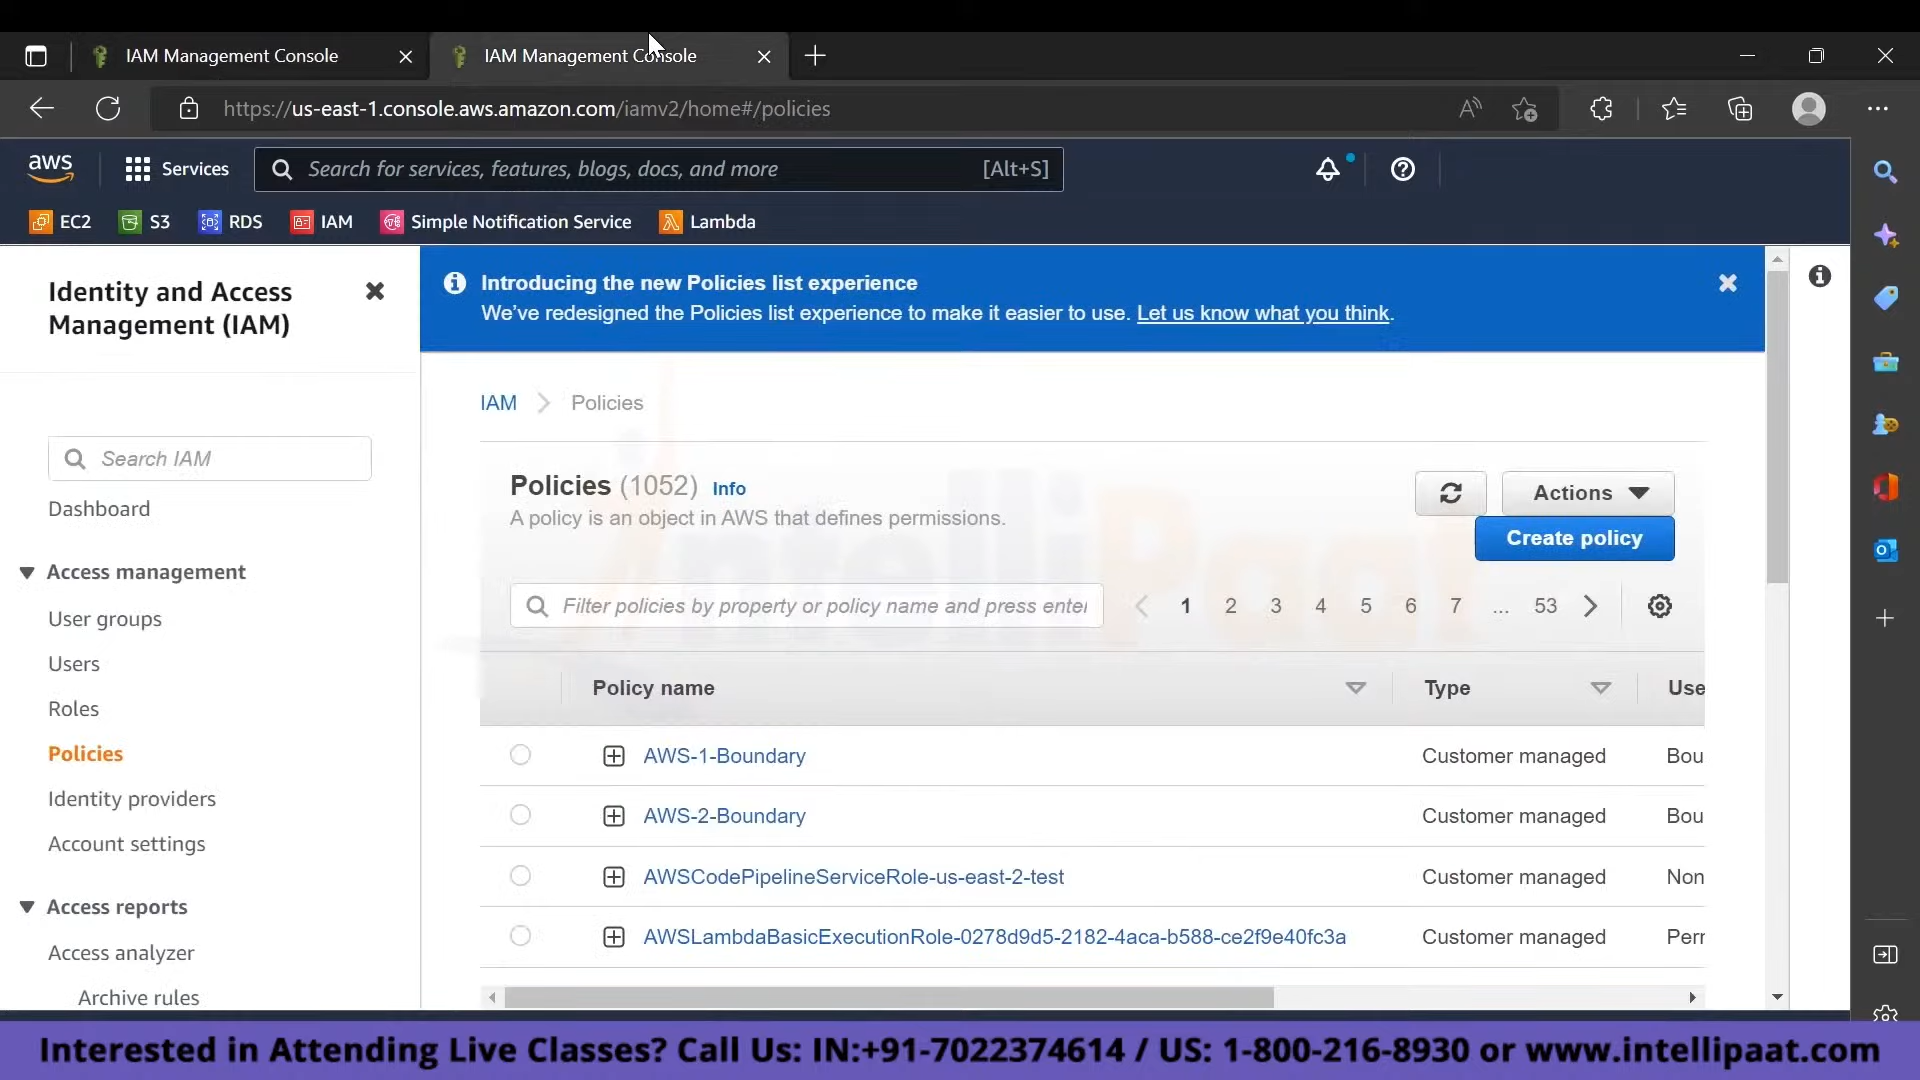 IAM Management Console
IAM Management Console
https://us-east-1.console.aws.amazon.com/iamv2/home#/policies
aws
Services
Search for services, features, blogs, docs, and more
[Alt+S]
EC2
S3
RDS
IAM
Simple Notification Service
Lambda
Identity and Access
Management (IAM)
Search IAM
Dashboard
Access management
User groups
Users
Roles
Policies
Identity providers
Account settings
Access reports
Access analyzer
Archive rules
Introducing the new Policies list experience
We've redesigned the Policies list experience to make it easier to use. Let us know what you think.
IAM > Policies
Policies (1052) Info
A policy is an object in AWS that defines permissions.
Actions
Create policy
Filter policies by property or policy name and press enter
1 2 3 4 5 6 7 ... 53
Policy name Type Use
AWS-1-Boundary Customer managed Bou
AWS-2-Boundary Customer managed Bou
AWSCodePipelineServiceRole-us-east-2-test Customer managed Non
AWSLambdaBasicExecutionRole-0278d9d5-2182-4aca-b588-ce2f9e40fc3a Customer managed Perr
IntelliPaat
Interested in Attending Live Classes? Call Us: IN:+91-7022374614 / US: 1-800-216-8930 or www.intellipaat.com